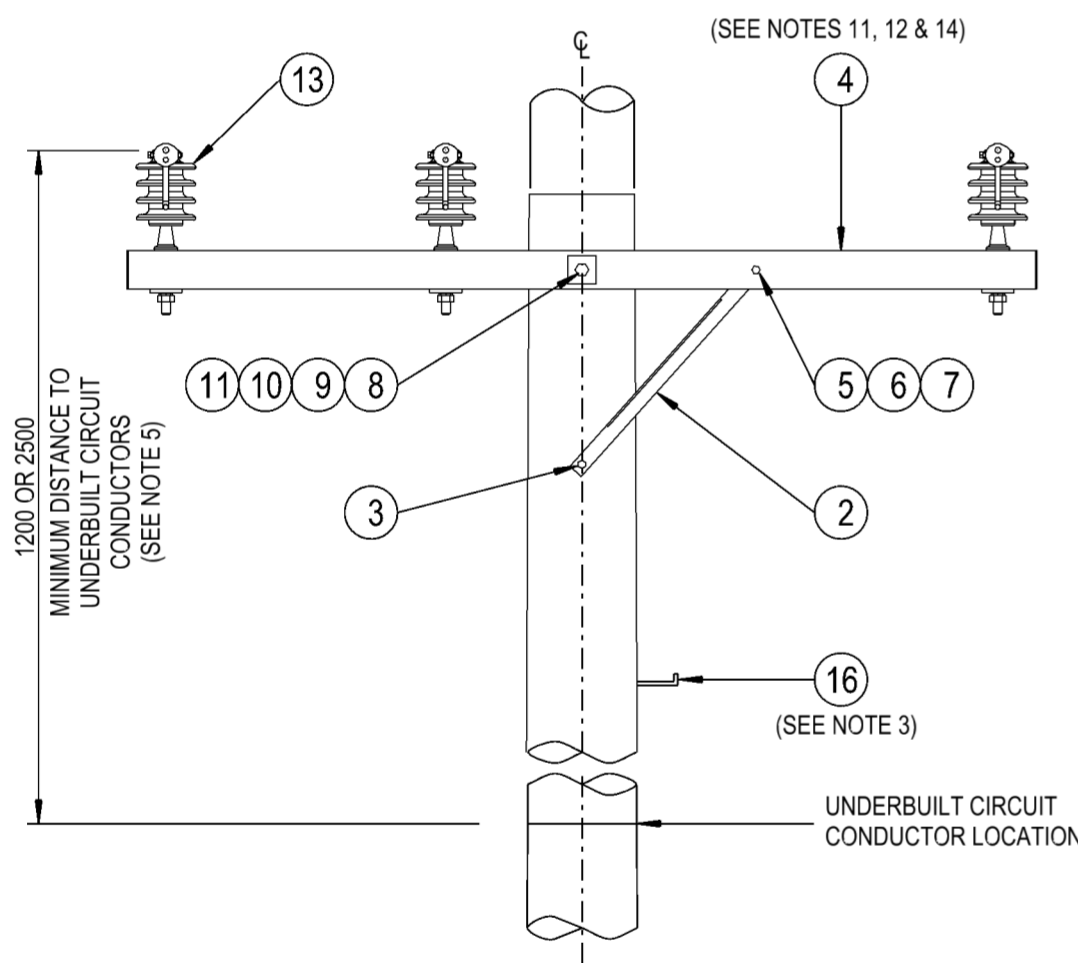 (SEE NOTES 11, 12 & 14)
℄
13
4
11 10 9 8
5 6 7
3
2
1200 OR 2500
MINIMUM DISTANCE TO
UNDERBUILT CIRCUIT
CONDUCTORS
(SEE NOTE 5)
16
(SEE NOTE 3)
UNDERBUILT CIRCUIT
CONDUCTOR LOCATION